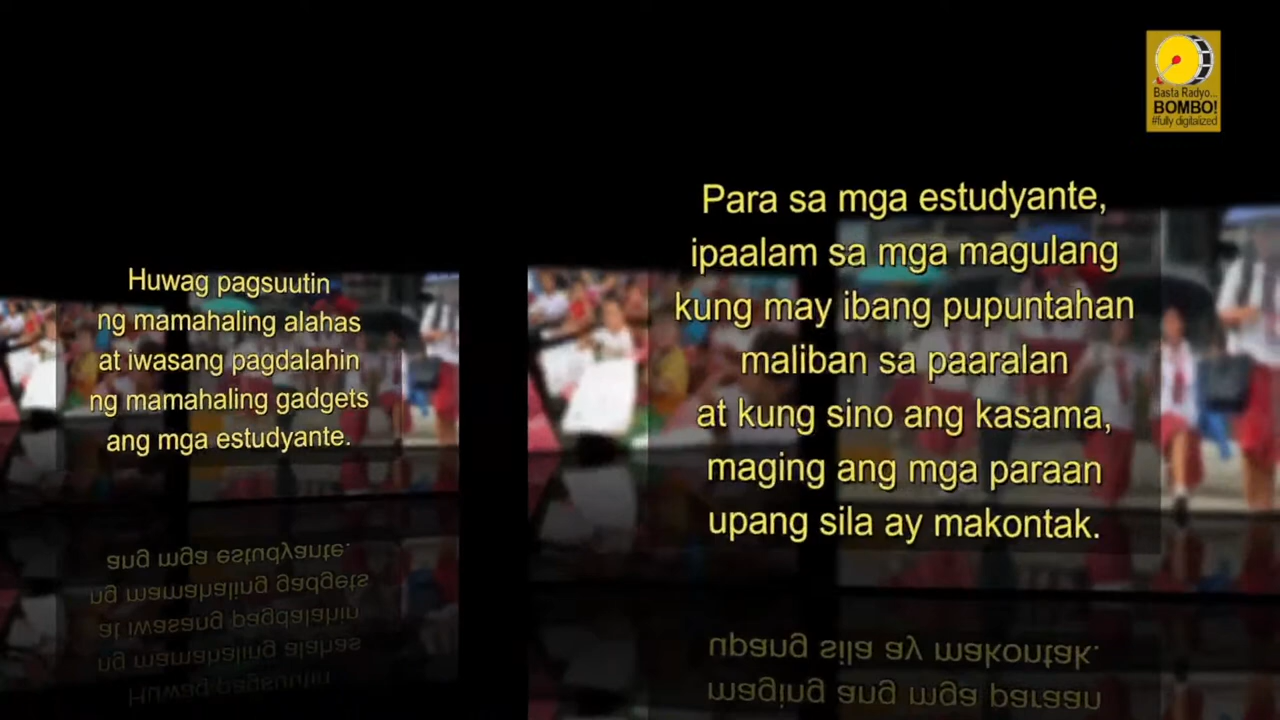 Basta Radyo...
BOMBO!
#fully digitalized
Huwag pagsuutin
ng mamahaling alahas
at iwasang pagdalahin
ng mamahaling gadgets
ang mga estudyante.
Para sa mga estudyante,
ipaalam sa mga magulang
kung may ibang pupuntahan
maliban sa paaralan
at kung sino ang kasama,
maging ang mga paraan
upang sila ay makontak.